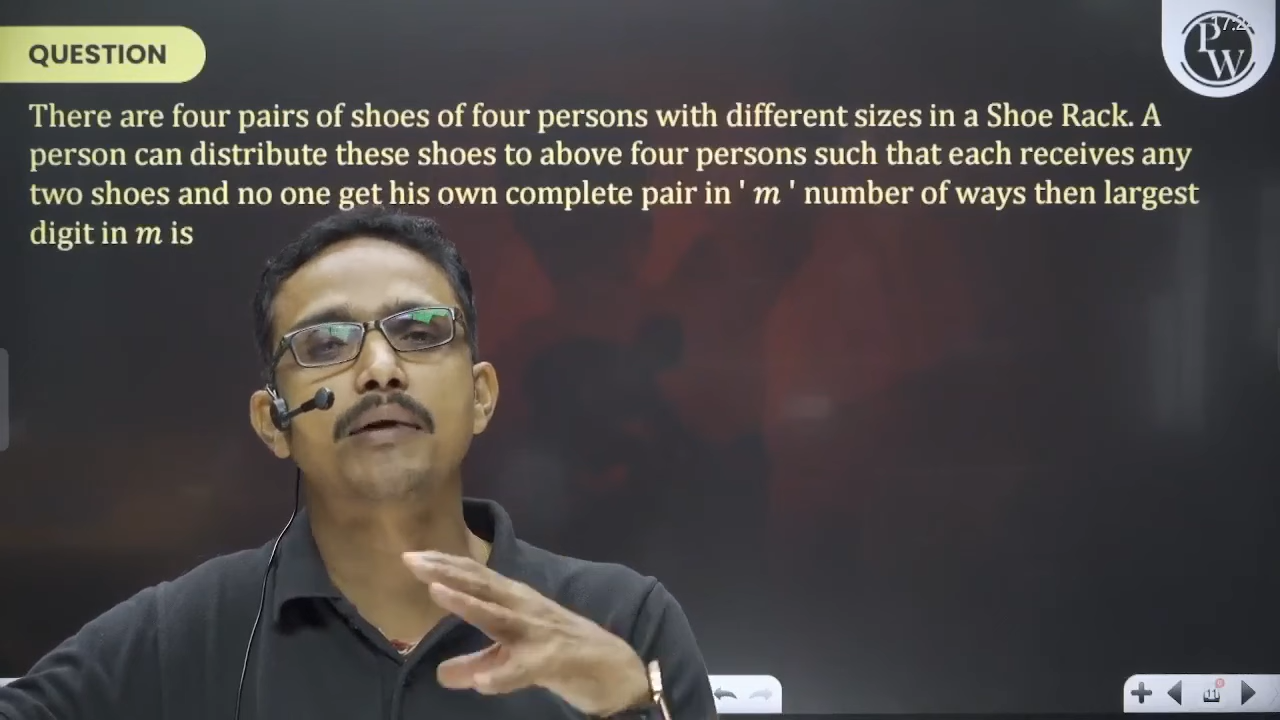 QUESTION
There are four pairs of shoes of four persons with different sizes in a Shoe Rack. A
person can distribute these shoes to above four persons such that each receives any
two shoes and no one get his own complete pair in ' m ' number of ways then largest
digit in m is
PW
11